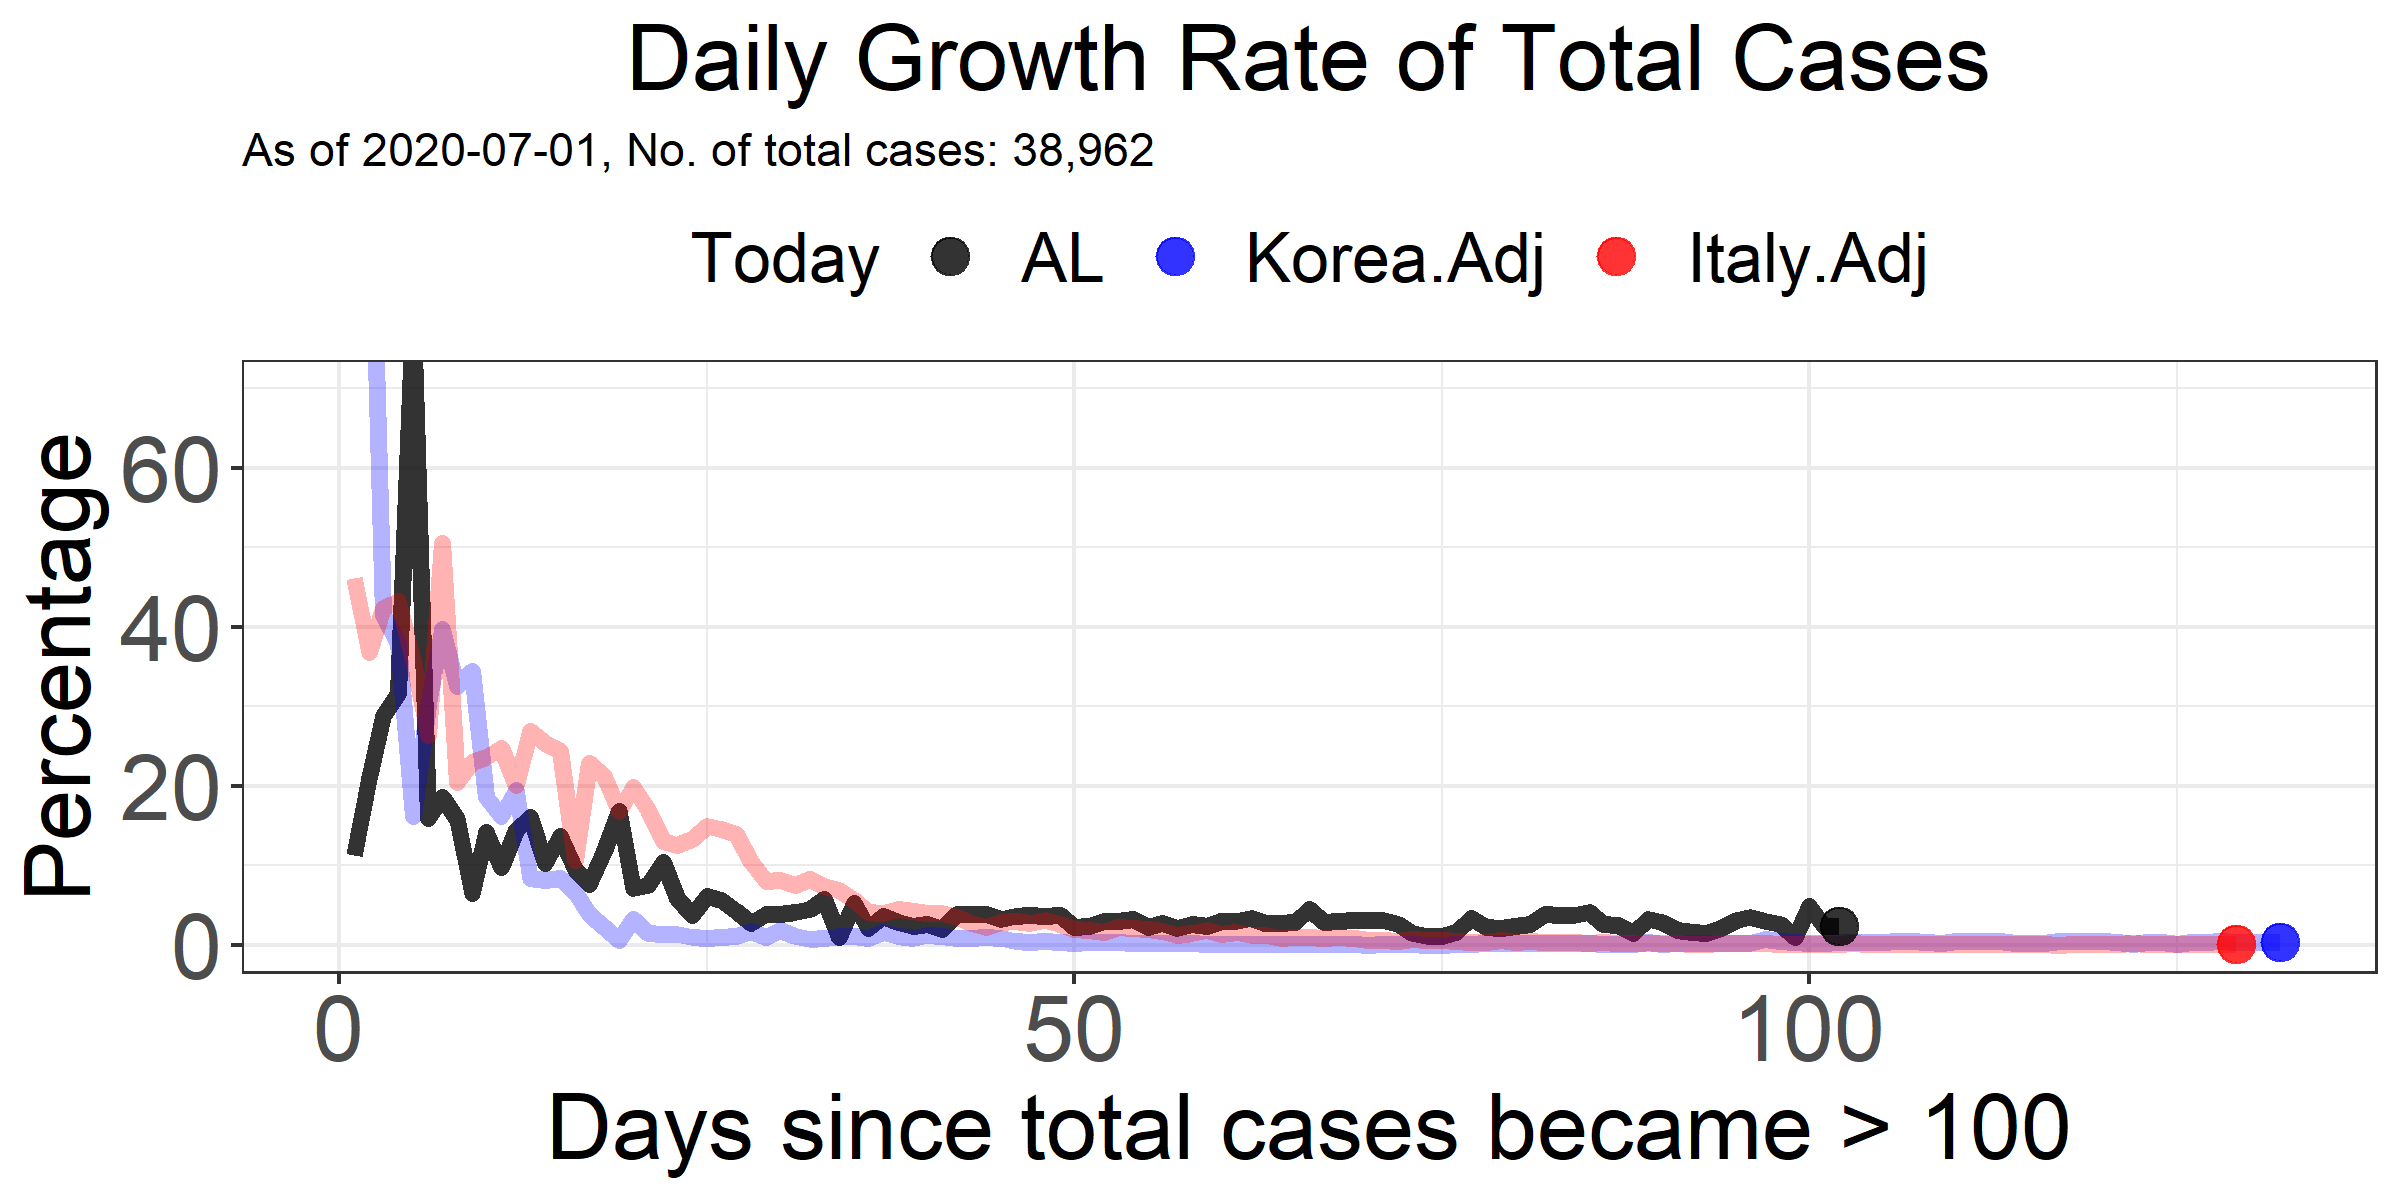 Daily Growth Rate of Total Cases
As of 2020-07-01, No. of total cases: 38,962
Today AL Korea.Adj Italy.Adj
Percentage
60
40
20
0
0 50 100
Days since total cases became > 100